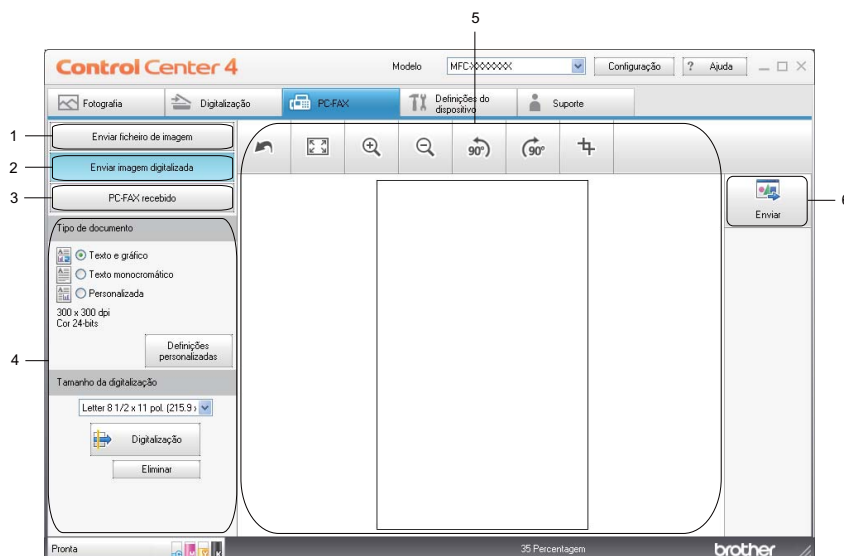 5
Control Center 4
Modelo MFC-XXXXXX Configuração ? Ajuda
Fotografia Digitalização PC-FAX Definições do dispositivo Suporte
1 Enviar ficheiro de imagem
2 Enviar imagem digitalizada
3 PC-FAX recebido
90°) (90°
Enviar
6
Tipo de documento
Texto e gráfico
Texto monocromático
Personalizada
300 x 300 dpi
Cor 24-bits
Definições
personalizadas
4
Tamanho da digitalização
Letter 8 1/2 x 11 pol. (215.9 x
Digitalização
Eliminar
Pronta 35 Percentagem brother